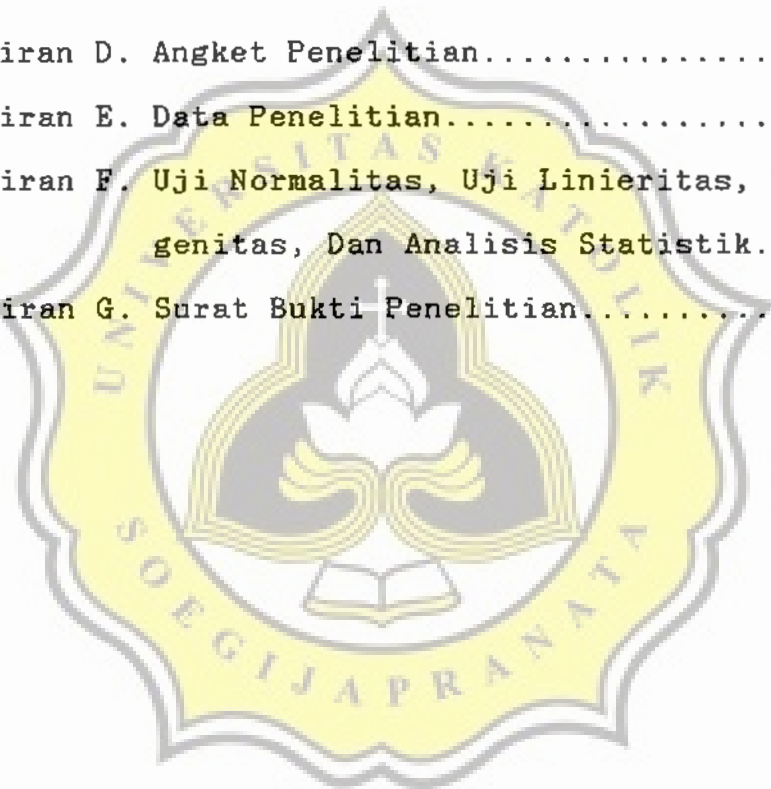 iran D. Angket Penelitian................
iran E. Data Penelitian..................
iran F. Uji Normalitas, Uji Linieritas,
genitas, Dan Analisis Statistik.
iran G. Surat Bukti Penelitian...........
UNIVERSITAS KATOLIK
SOEGIJAPRANATA